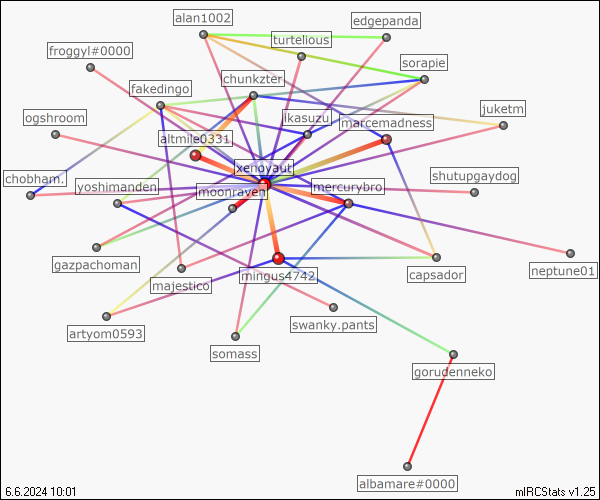 alan1002
edgepanda
turtelious
froggyl#0000
sorapie
chunkzter.
fakedingo
juketm
ogshroom
ikasuzu
marcemadness
altmile0331
xenoyaut
chobham.
shutupgaydog
yoshimanden
moonraven
mercurybro
gazpachoman
neptune01
capsador
mingus4742
majestico
swanky.pants
artyom0593
somass
gorudenneko
albamare#0000
6.6.2024 10:01
mIRCStats v1.25